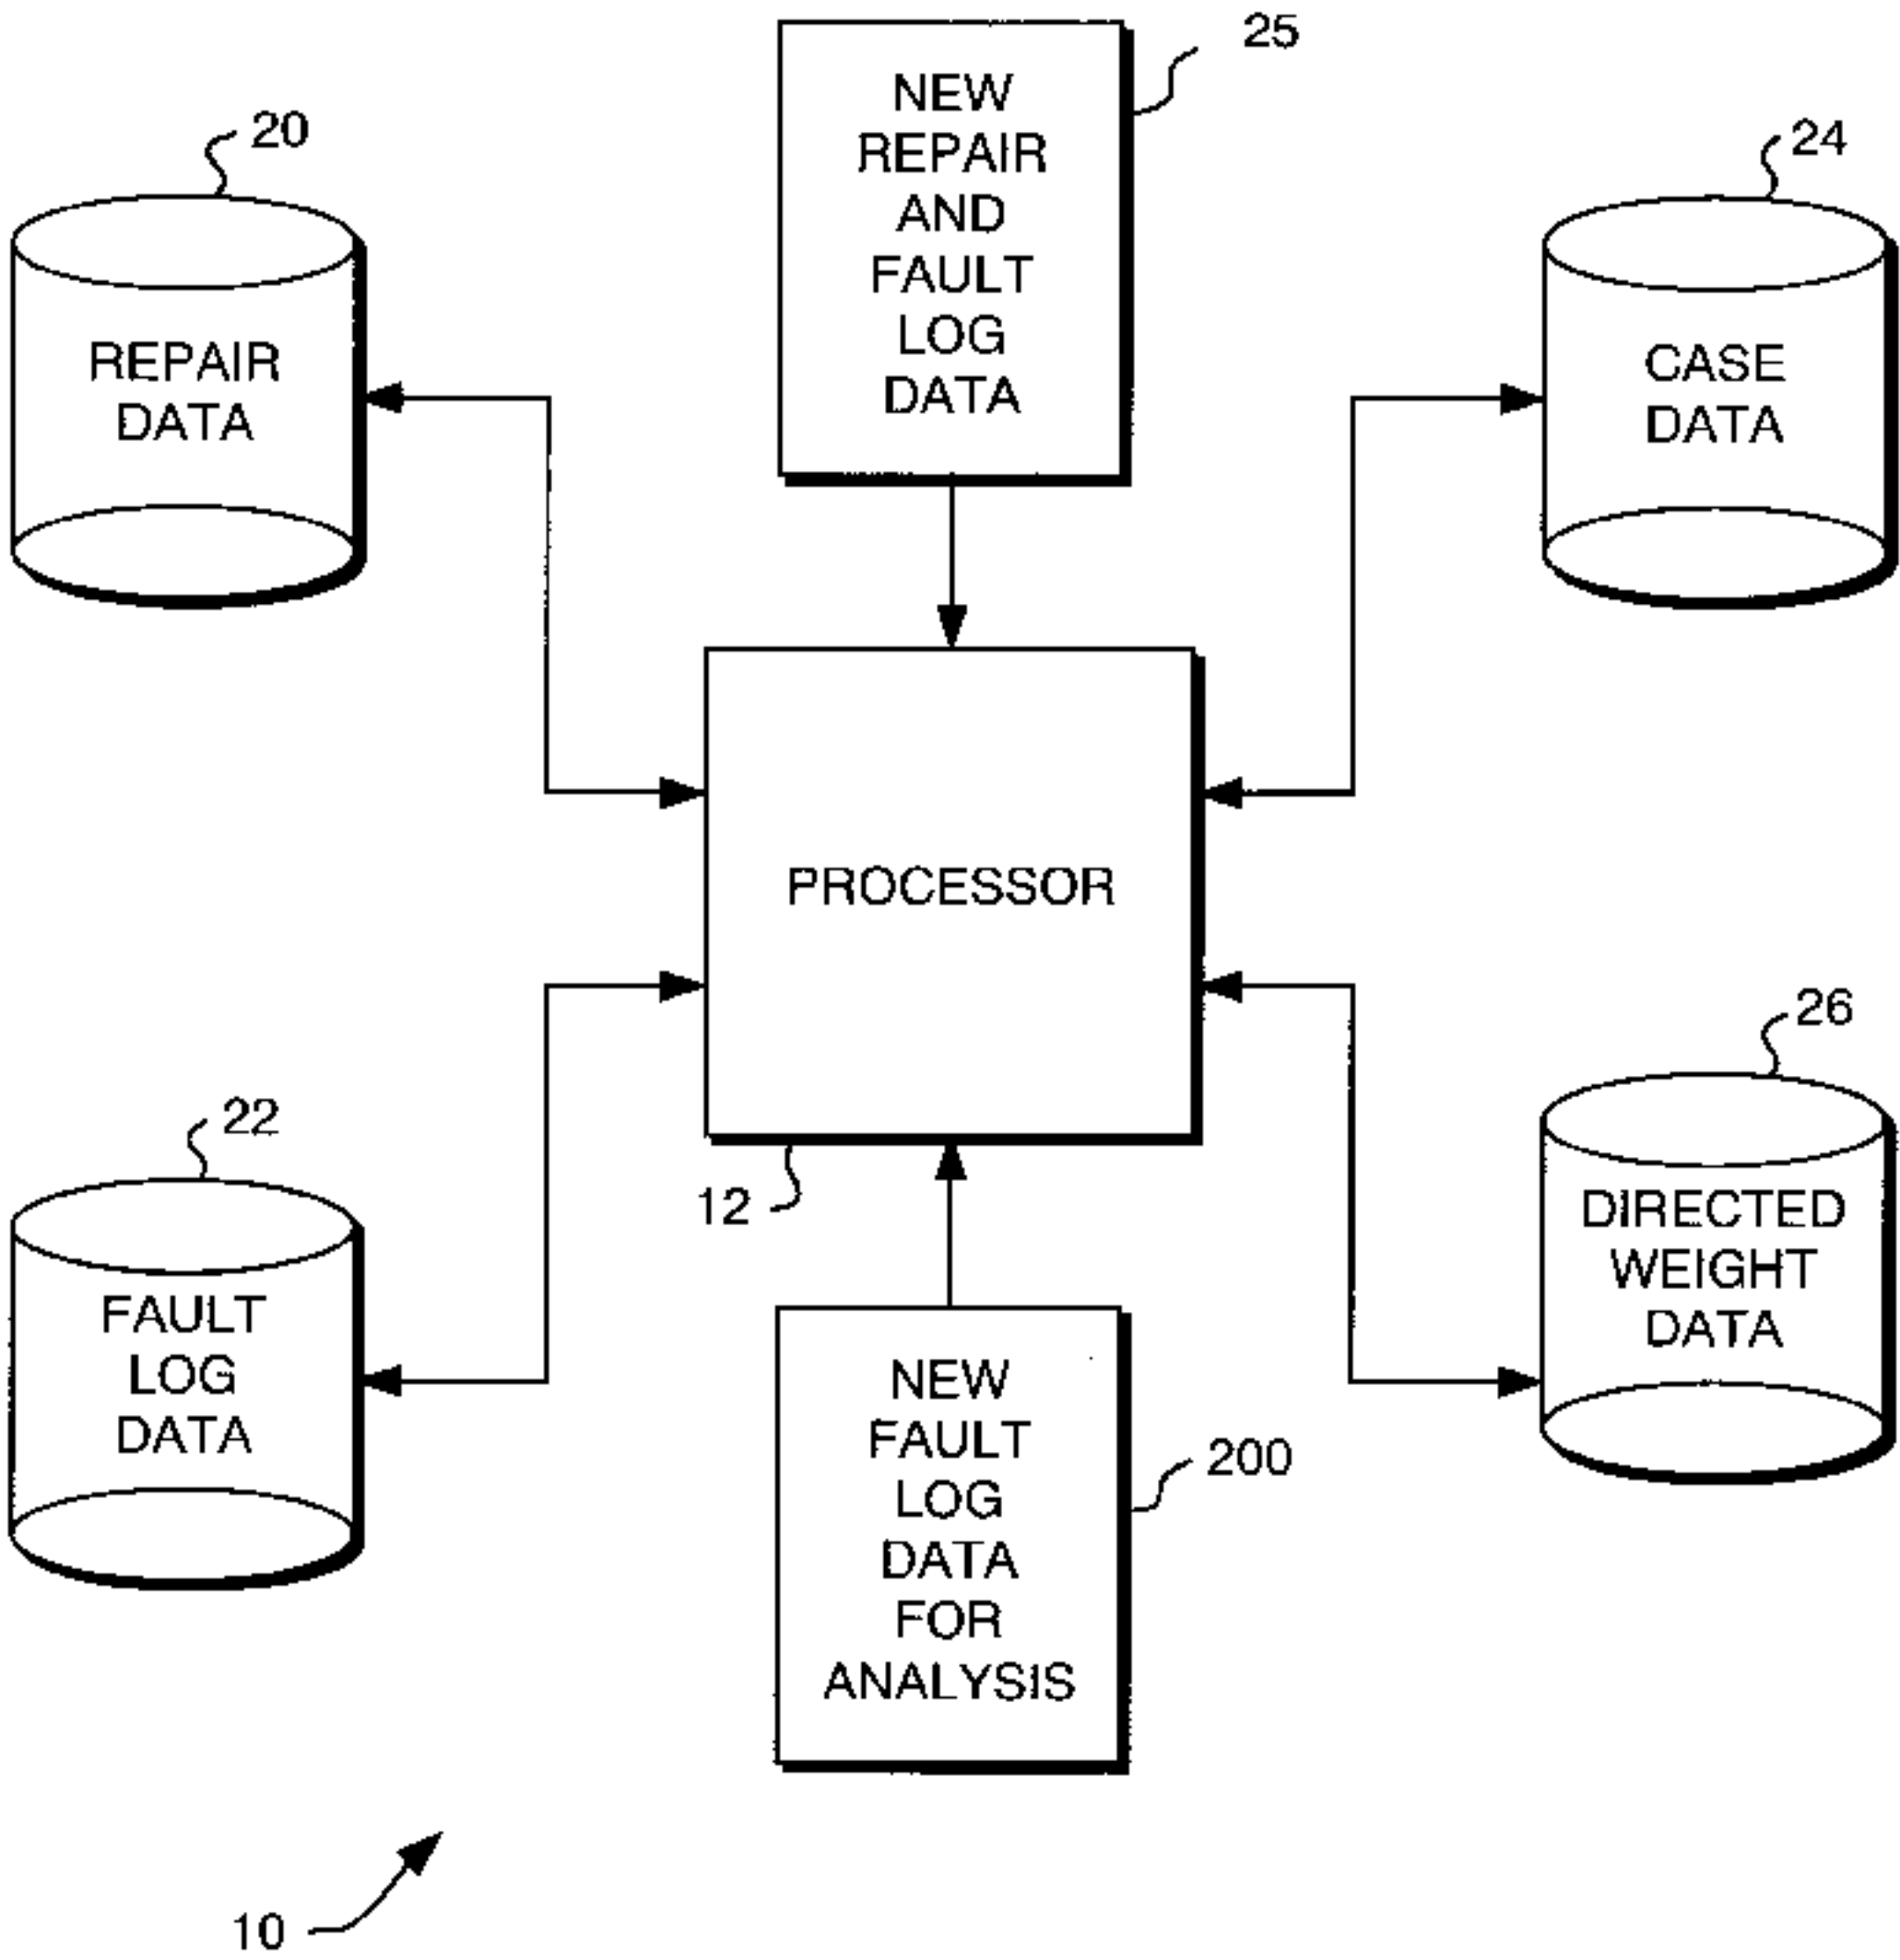 25
NEW
REPAIR
AND
FAULT
LOG
DATA
20
REPAIR
DATA
24
CASE
DATA
PROCESSOR
12
22
FAULT
LOG
DATA
26
DIRECTED
WEIGHT
DATA
NEW
FAULT
LOG
DATA
FOR
ANALYSIS
200
10